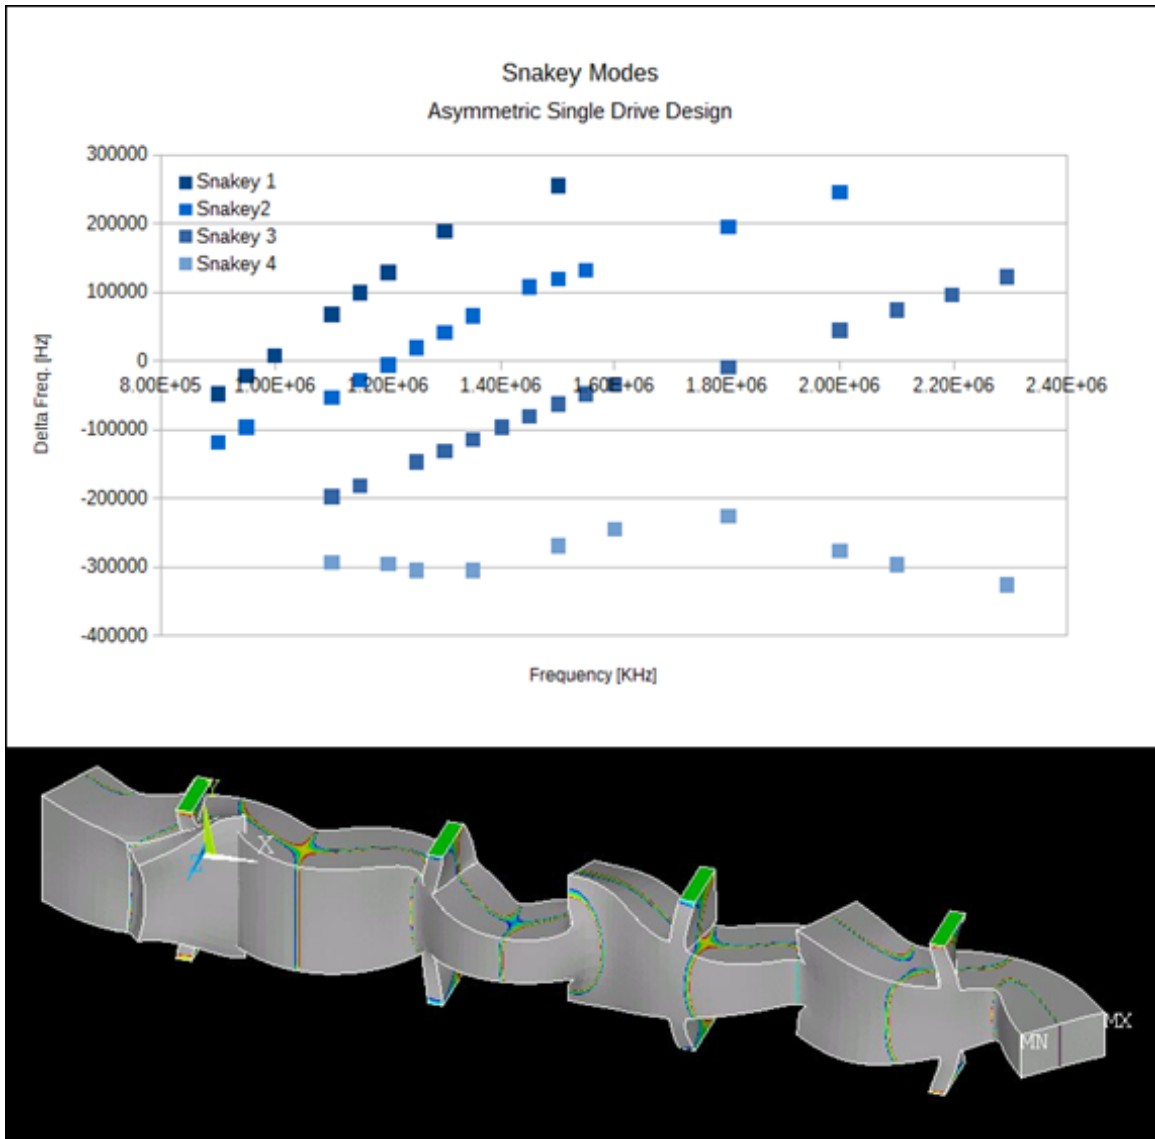 Snakey Modes
Asymmetric Single Drive Design
300000
200000
100000
0
-100000
-200000
-300000
-400000
Snakey 1
Snakey2
Snakey 3
Snakey 4
8.00E+05 1.00E+06 1.20E+06 1.40E+06 1.60E+06 1.80E+06 2.00E+06 2.20E+06 2.40E+06
Delta Freq. [Hz]
Frequency [KHz]
Y
X
Z
MX
MN